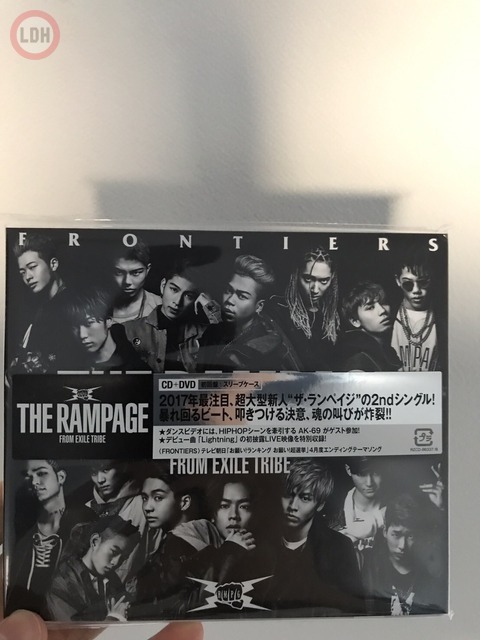 LDH
FRONTIERS
CD+DVD 初回盤 スリーブケース
2017年最注目、超大型新人“ザ・ランペイジ”の2ndシングル!
暴れ回るビート、叩きつける決意、魂の叫びが炸裂!!
★ダンスビデオには、HIPHOPシーンを牽引する AK-69 がゲスト参加!
★デビュー曲「Lightning」の初披露LIVE映像を特別収録!
〈FRONTIERS〉テレビ朝日「お願い!ランキング お願い!超選挙」4月度エンディングテーマソング
THE RAMPAGE
FROM EXILE TRIBE
FROM EXILE TRIBE
RMPG